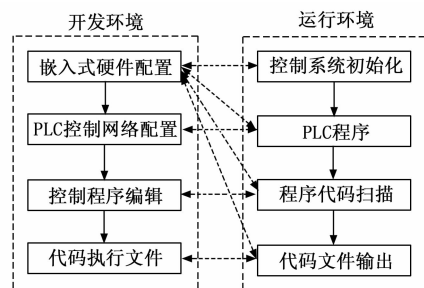 开发环境
运行环境
嵌入式硬件配置
控制系统初始化
PLC控制网络配置
PLC程序
控制程序编辑
程序代码扫描
代码执行文件
代码文件输出